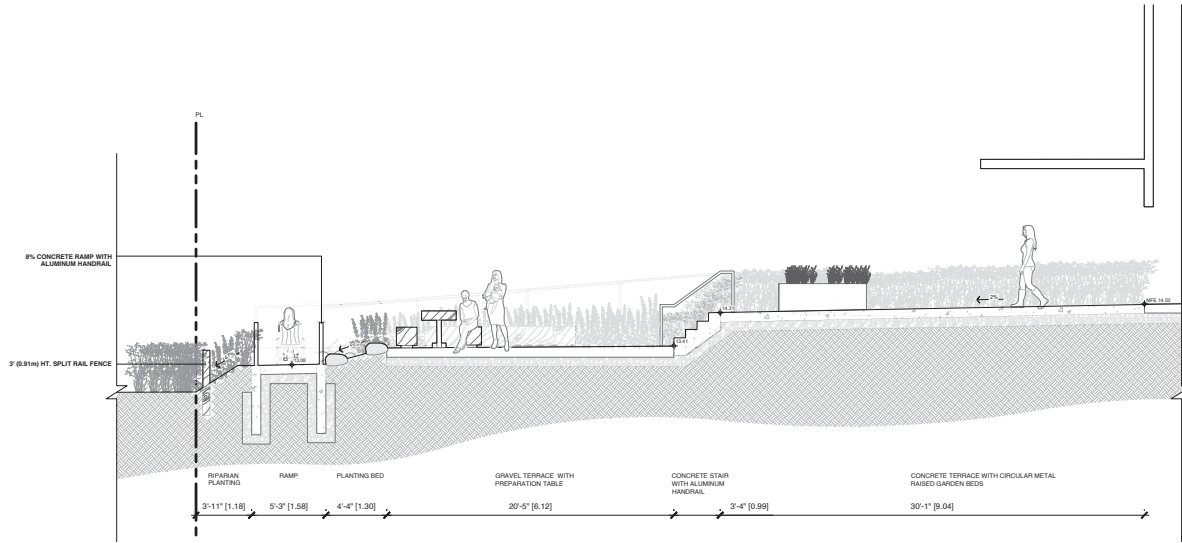 PL
8% CONCRETE RAMP WITH
ALUMINUM HANDRAIL
2%
MFE 14.50
14.31
13.41
3' (0.91m) HT. SPLIT RAIL FENCE
13.08
RIPARIAN
PLANTING
RAMP
PLANTING BED
GRAVEL TERRACE WITH
PREPARATION TABLE
CONCRETE STAIR
WITH ALUMINUM
HANDRAIL
CONCRETE TERRACE WITH CIRCULAR METAL
RAISED GARDEN BEDS
3'-11" [1.18]
5'-3" [1.58]
4'-4" [1.30]
20'-5" [6.12]
3'-4" [0.99]
30'-1" [9.04]